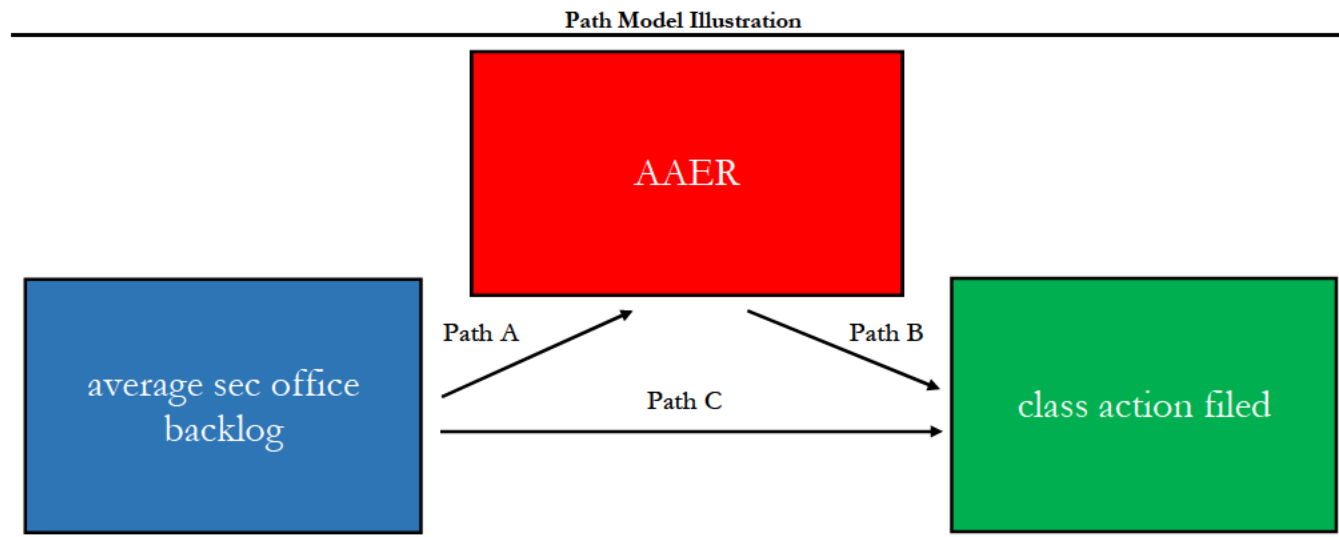 Path Model Illustration
AAER
Path A
Path B
average sec office
backlog
Path C
class action filed